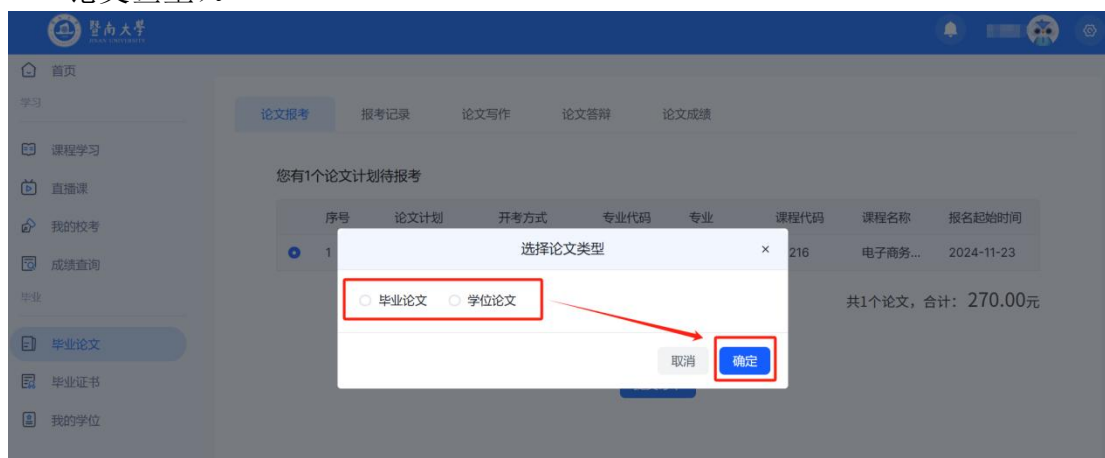 暨南大学
JINAN UNIVERSITY
首页
学习
论文报考 报考记录 论文写作 论文答辩 论文成绩
课程学习
您有1个论文计划待报考
直播课
序号 论文计划 开考方式 专业代码 专业 课程代码 课程名称 报名起始时间
我的校考
选择论文类型 ×
1 216 电子商务... 2024-11-23
成绩查询
毕业
毕业论文 学位论文
共1个论文，合计：270.00元
毕业论文
取消 确定
毕业证书
我的学位